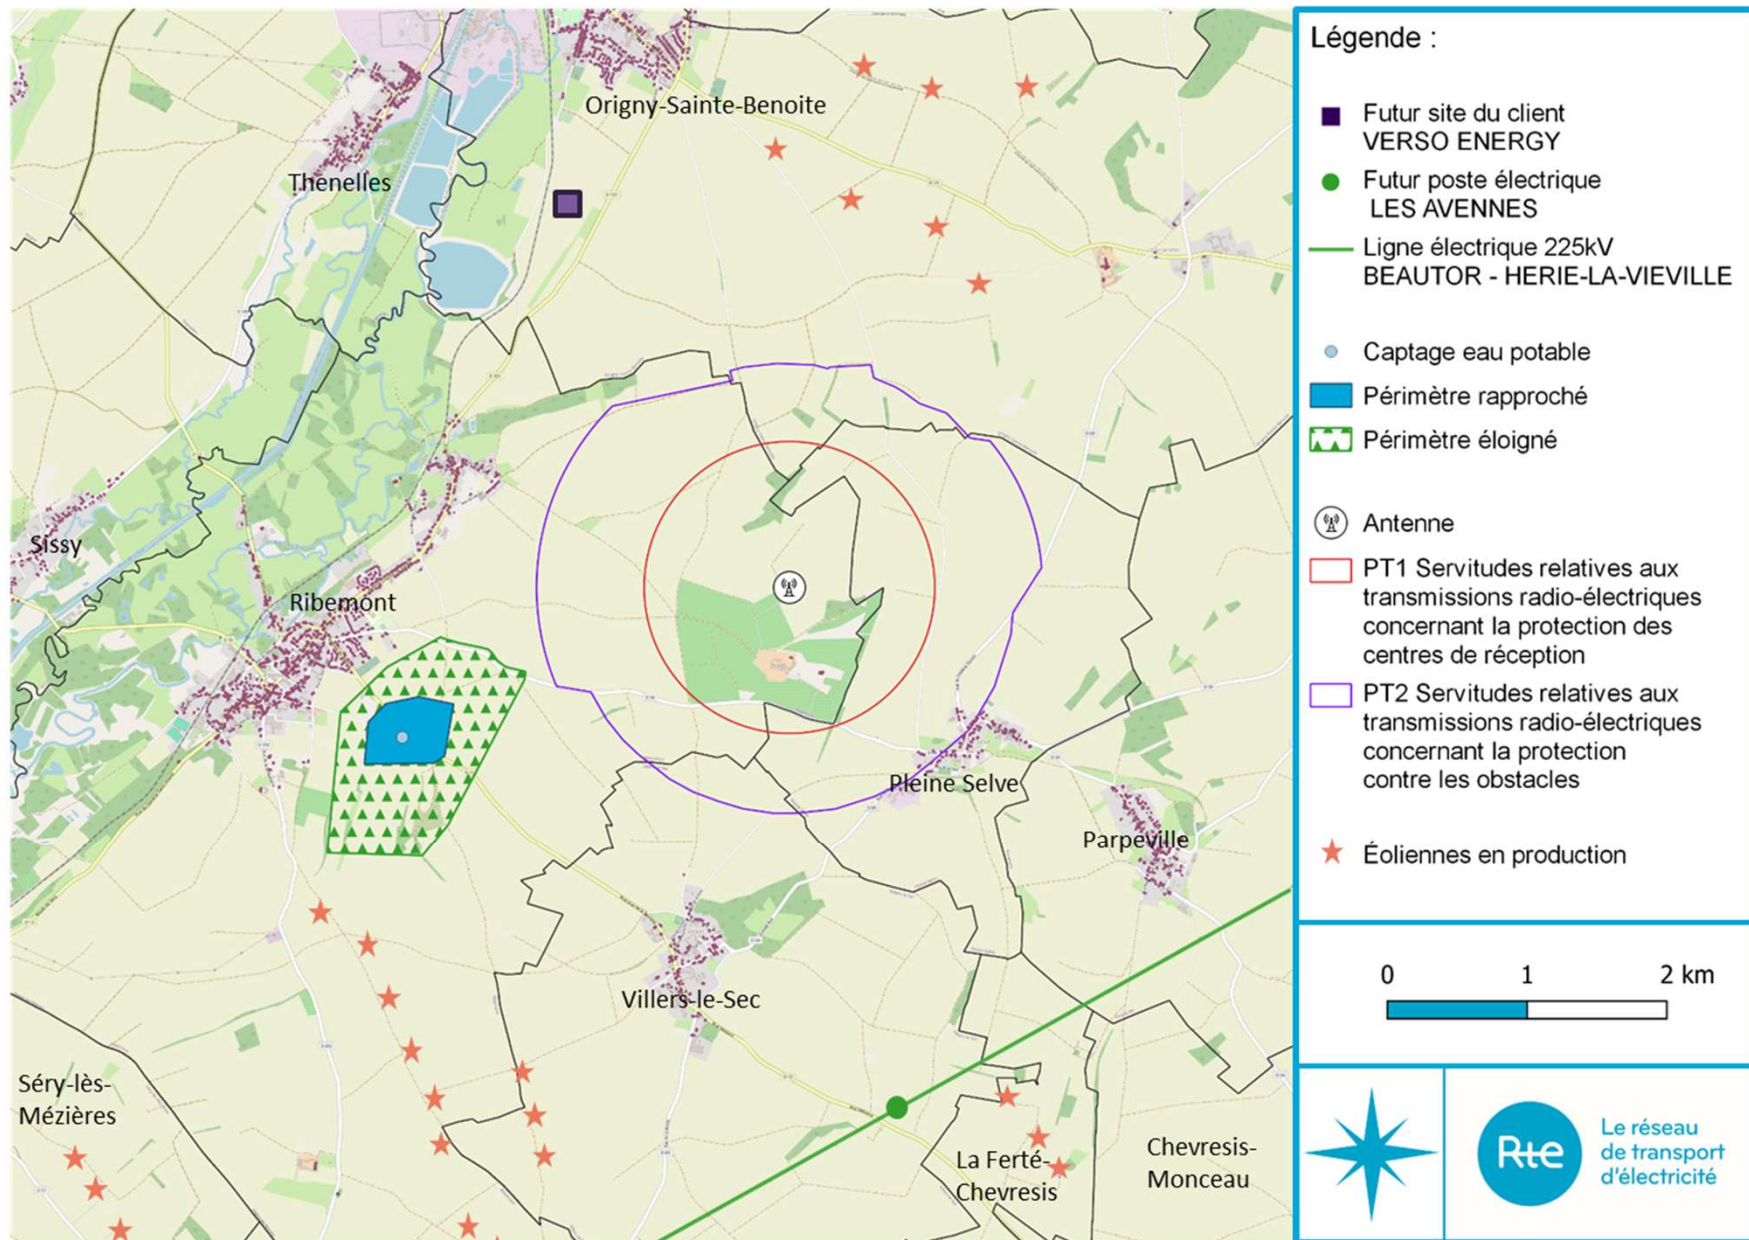 Origny-Sainte-Benoite
Thenelles
Sissy
Ribemont
Pleine Selve
Parpeville
Villers-le-Sec
Séry-lès-
Mézières
La Ferté-
Chevresis
Chevresis-
Monceau
Légende :
Futur site du client
VERSO ENERGY
Futur poste électrique
LES AVENNES
Ligne électrique 225kV
BEAUTOR - HERIE-LA-VIEVILLE
Captage eau potable
Périmètre rapproché
Périmètre éloigné
Antenne
PT1 Servitudes relatives aux
transmissions radio-électriques
concernant la protection des
centres de réception
PT2 Servitudes relatives aux
transmissions radio-électriques
concernant la protection
contre les obstacles
Éoliennes en production
0 1 2 km
Rte
Le réseau
de transport
d'électricité